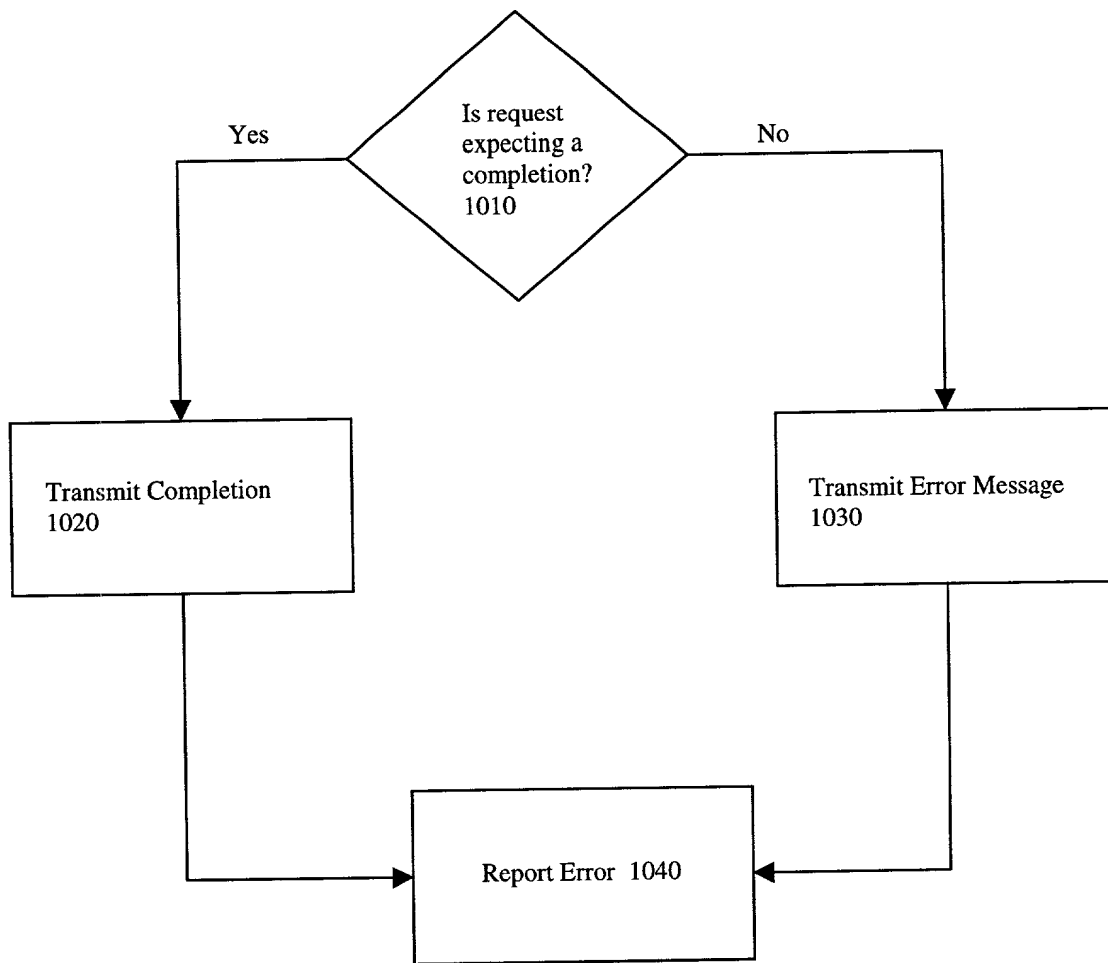 Is request
expecting a
completion?
1010
Yes
No
Transmit Completion
1020
Transmit Error Message
1030
Report Error 1040